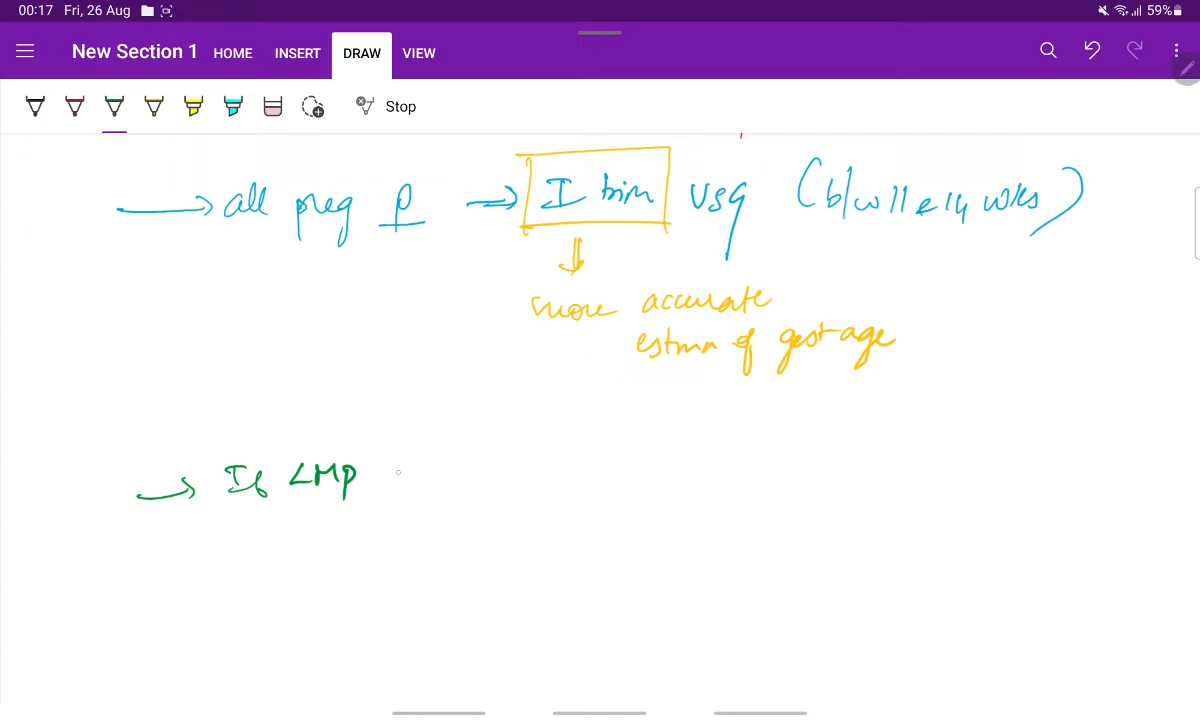 00:17 Fri, 26 Aug 59%
New Section 1 HOME INSERT DRAW VIEW
Stop
→ all preg ♀ → I trim USG (b/w 11 & 14 wks)
more accurate
estmn of gest age
→ If LMP